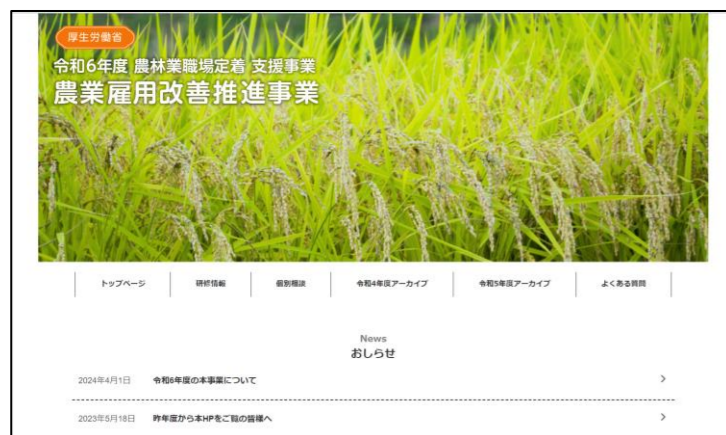 厚生労働省
令和6年度 農林業職場定着 支援事業
農業雇用改善推進事業
トップページ 研修情報 個別相談 令和4年度アーカイブ 令和5年度アーカイブ よくある質問
News
おしらせ
2024年4月1日 令和6年度の本事業について
2023年5月18日 昨年度から本HPをご覧の皆様へ